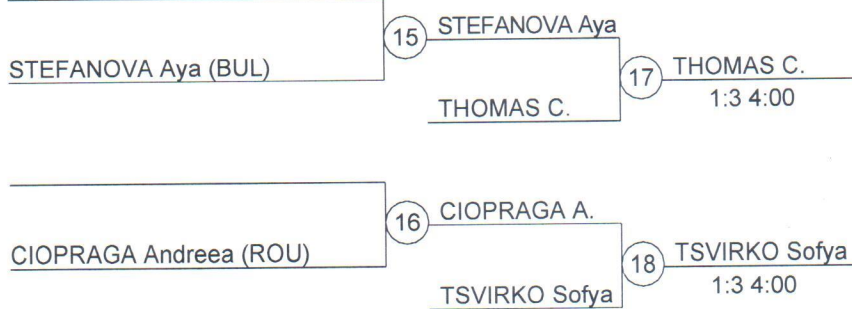 15 STEFANOVA Aya
STEFANOVA Aya (BUL)
17 THOMAS C.
1:3 4:00
THOMAS C.
16 CIOPRAGA A.
CIOPRAGA Andreea (ROU)
18 TSVIRKO Sofya
1:3 4:00
TSVIRKO Sofya